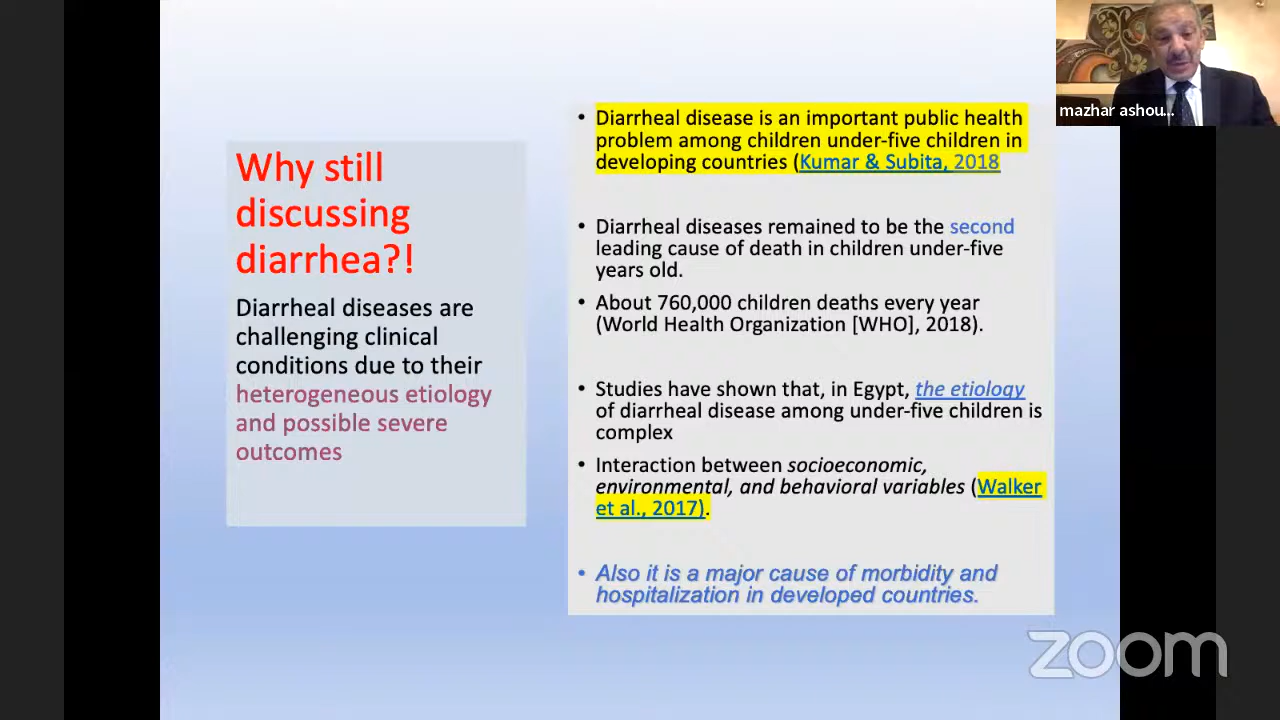 Why still
discussing
diarrhea?!
Diarrheal diseases are
challenging clinical
conditions due to their
heterogeneous etiology
and possible severe
outcomes
• Diarrheal disease is an important public health
problem among children under-five children in
developing countries (Kumar & Subita, 2018
• Diarrheal diseases remained to be the second
leading cause of death in children under-five
years old.
• About 760,000 children deaths every year
(World Health Organization [WHO], 2018).
• Studies have shown that, in Egypt, the etiology
of diarrheal disease among under-five children is
complex
• Interaction between socioeconomic,
environmental, and behavioral variables (Walker
et al., 2017).
• Also it is a major cause of morbidity and
hospitalization in developed countries.
mazhar ashou...
zoom